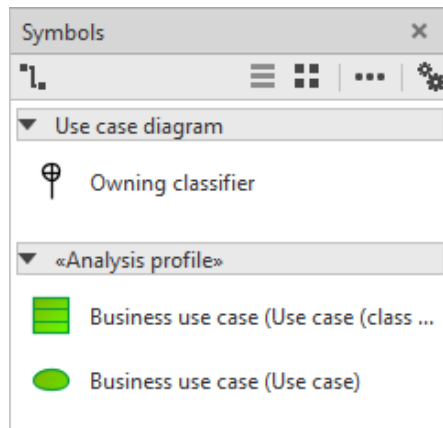 Symbols
Use case diagram
Owning classifier
«Analysis profile»
Business use case (Use case (class ...
Business use case (Use case)